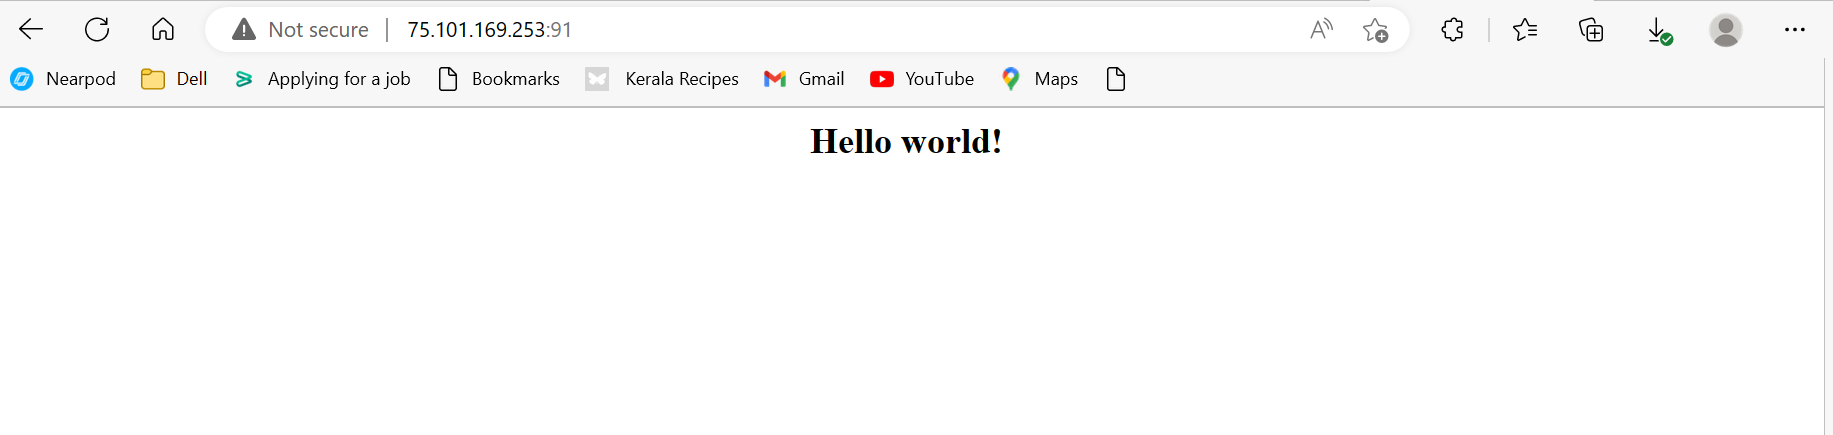 Not secure | 75.101.169.253:91
Nearpod Dell Applying for a job Bookmarks Kerala Recipes Gmail YouTube Maps
Hello world!